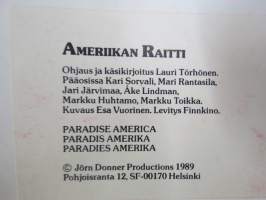 AMERIIKAN RAITTI
Ohjaus ja käsikirjoitus Lauri Törhönen.
Pääosissa Kari Sorvali, Mari Rantasila,
Jari Järvimaa, Åke Lindman,
Markku Huhtamo, Markku Toikka.
Kuvaus Esa Vuorinen. Levitys Finnkino.
PARADISE AMERICA
PARADIS AMERIKA
PARADIES AMERIKA
© Jörn Donner Productions 1989
Pohjoisranta 12, SF-00170 Helsinki